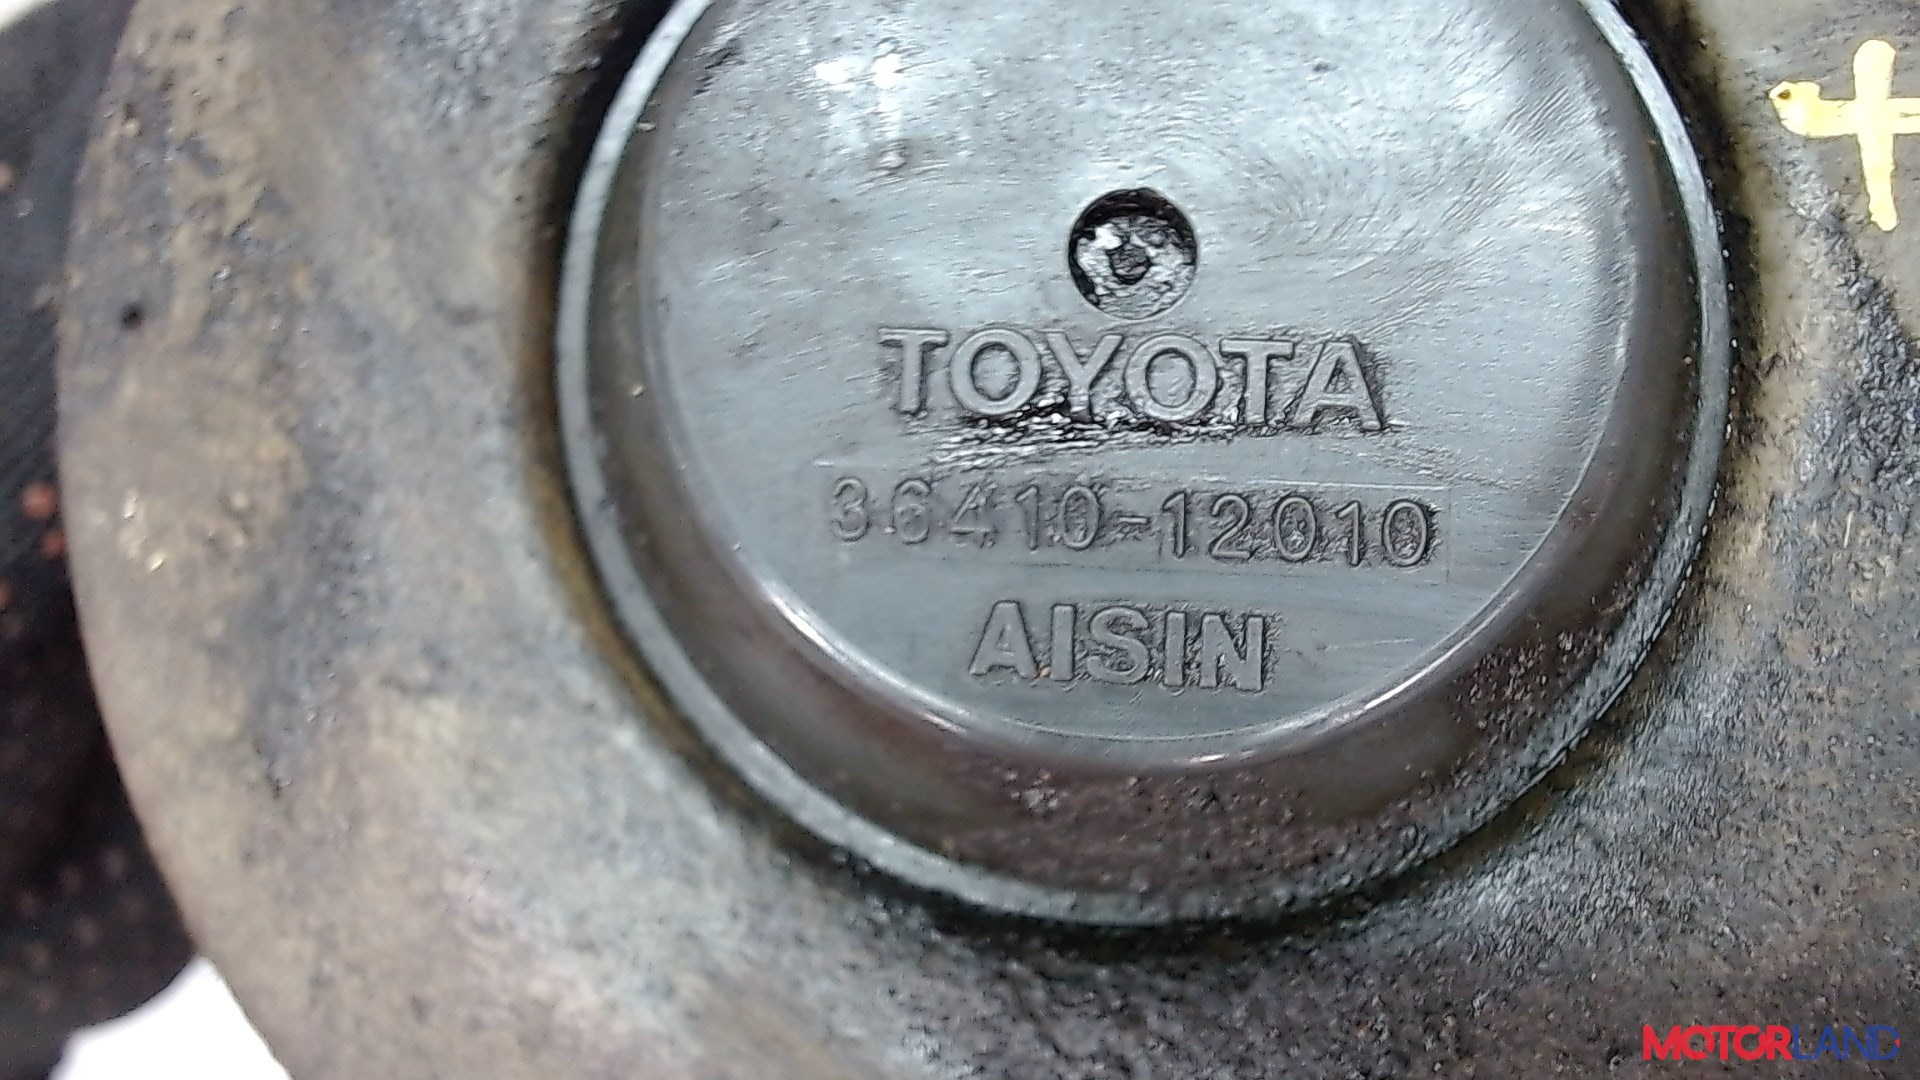 TOYOTA
36410-12010
AISIN
MOTORLAND